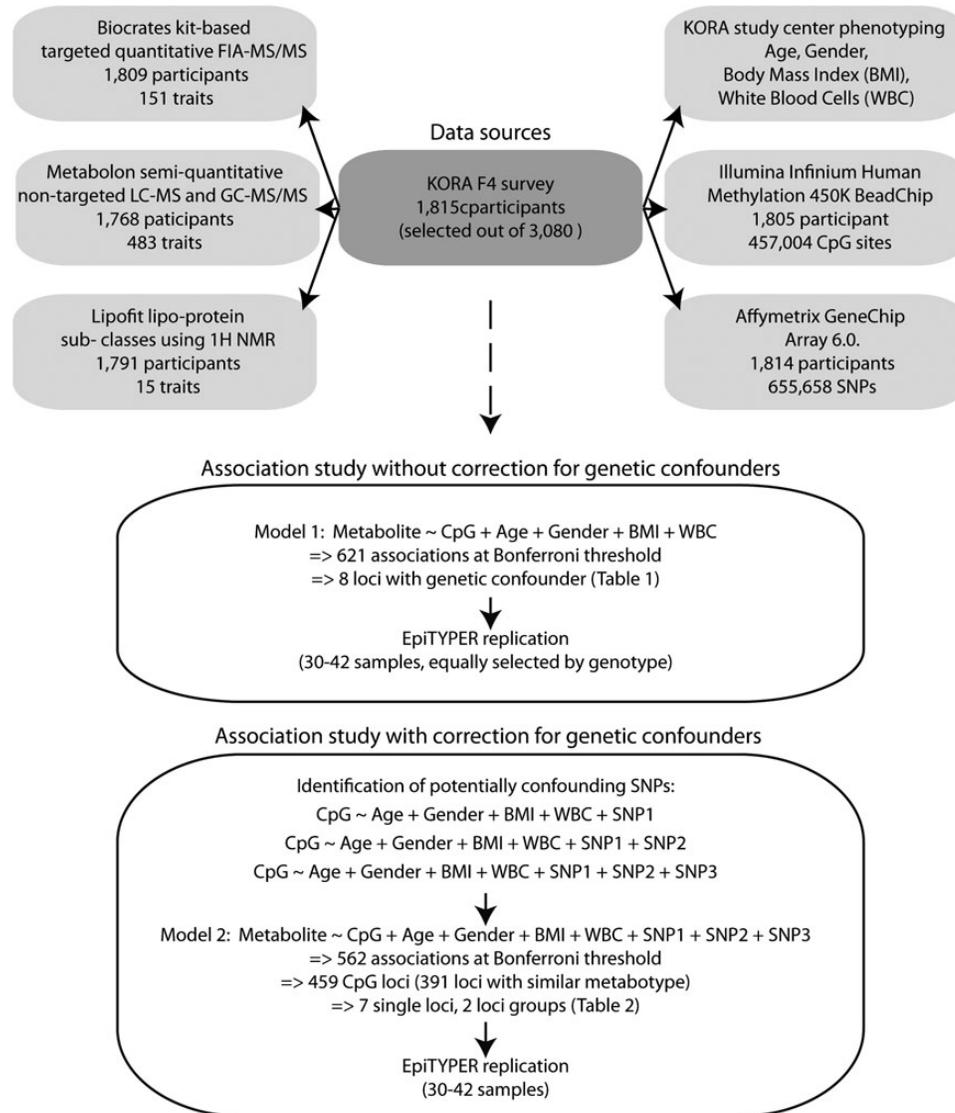 Biocrates kit-based
targeted quantitative FIA-MS/MS
1,809 participants
151 traits
KORA study center phenotyping
Age, Gender,
Body Mass Index (BMI),
White Blood Cells (WBC)
Data sources
Metabolon semi-quantitative
non-targeted LC-MS and GC-MS/MS
1,768 paticipants
483 traits
KORA F4 survey
1,815cparticipants
(selected out of 3,080 )
Illumina Infinium Human
Methylation 450K BeadChip
1,805 participant
457,004 CpG sites
Lipofit lipo-protein
sub- classes using 1H NMR
1,791 participants
15 traits
Affymetrix GeneChip
Array 6.0.
1,814 participants
655,658 SNPs
Association study without correction for genetic confounders
Model 1: Metabolite ~ CpG + Age + Gender + BMI + WBC
=> 621 associations at Bonferroni threshold
=> 8 loci with genetic confounder (Table 1)
EpiTYPER replication
(30-42 samples, equally selected by genotype)
Association study with correction for genetic confounders
Identification of potentially confounding SNPs:
CpG ~ Age + Gender + BMI + WBC + SNP1
CpG ~ Age + Gender + BMI + WBC + SNP1 + SNP2
CpG ~ Age + Gender + BMI + WBC + SNP1 + SNP2 + SNP3
Model 2: Metabolite ~ CpG + Age + Gender + BMI + WBC + SNP1 + SNP2 + SNP3
=> 562 associations at Bonferroni threshold
=> 459 CpG loci (391 loci with similar metabotype)
=> 7 single loci, 2 loci groups (Table 2)
EpiTYPER replication
(30-42 samples)